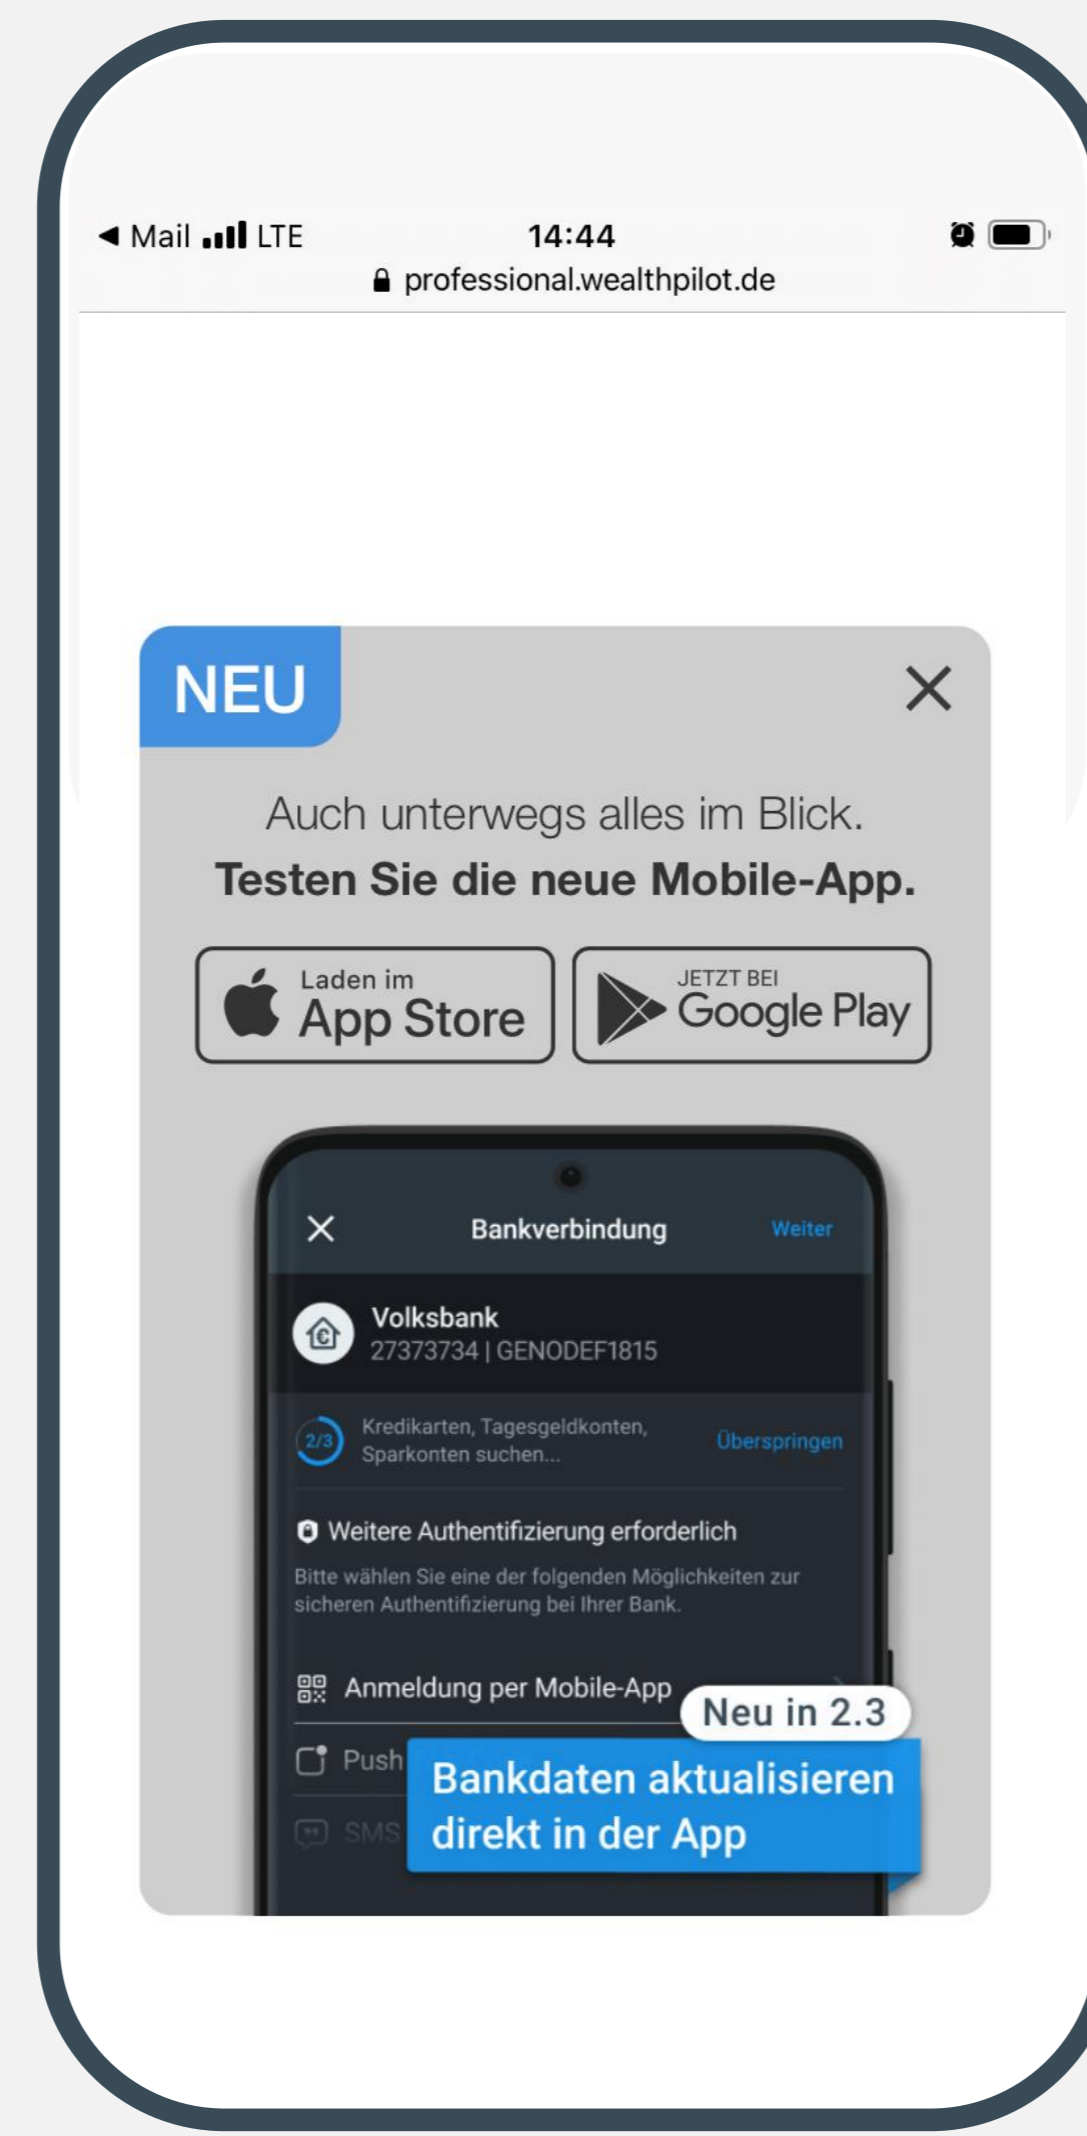 Mail LTE 14:44
professional.wealthpilot.de
NEU
Auch unterwegs alles im Blick.
Testen Sie die neue Mobile-App.
Laden im
App Store
JETZT BEI
Google Play
Bankverbindung Weiter
Volksbank
27373734 | GENODEF1815
2/3
Kredikarten, Tagesgeldkonten,
Sparkonten suchen...
Überspringen
Weitere Authentifizierung erforderlich
Bitte wählen Sie eine der folgenden Möglichkeiten zur
sicheren Authentifizierung bei Ihrer Bank.
Anmeldung per Mobile-App
Neu in 2.3
Push
Bankdaten aktualisieren
direkt in der App
SMS